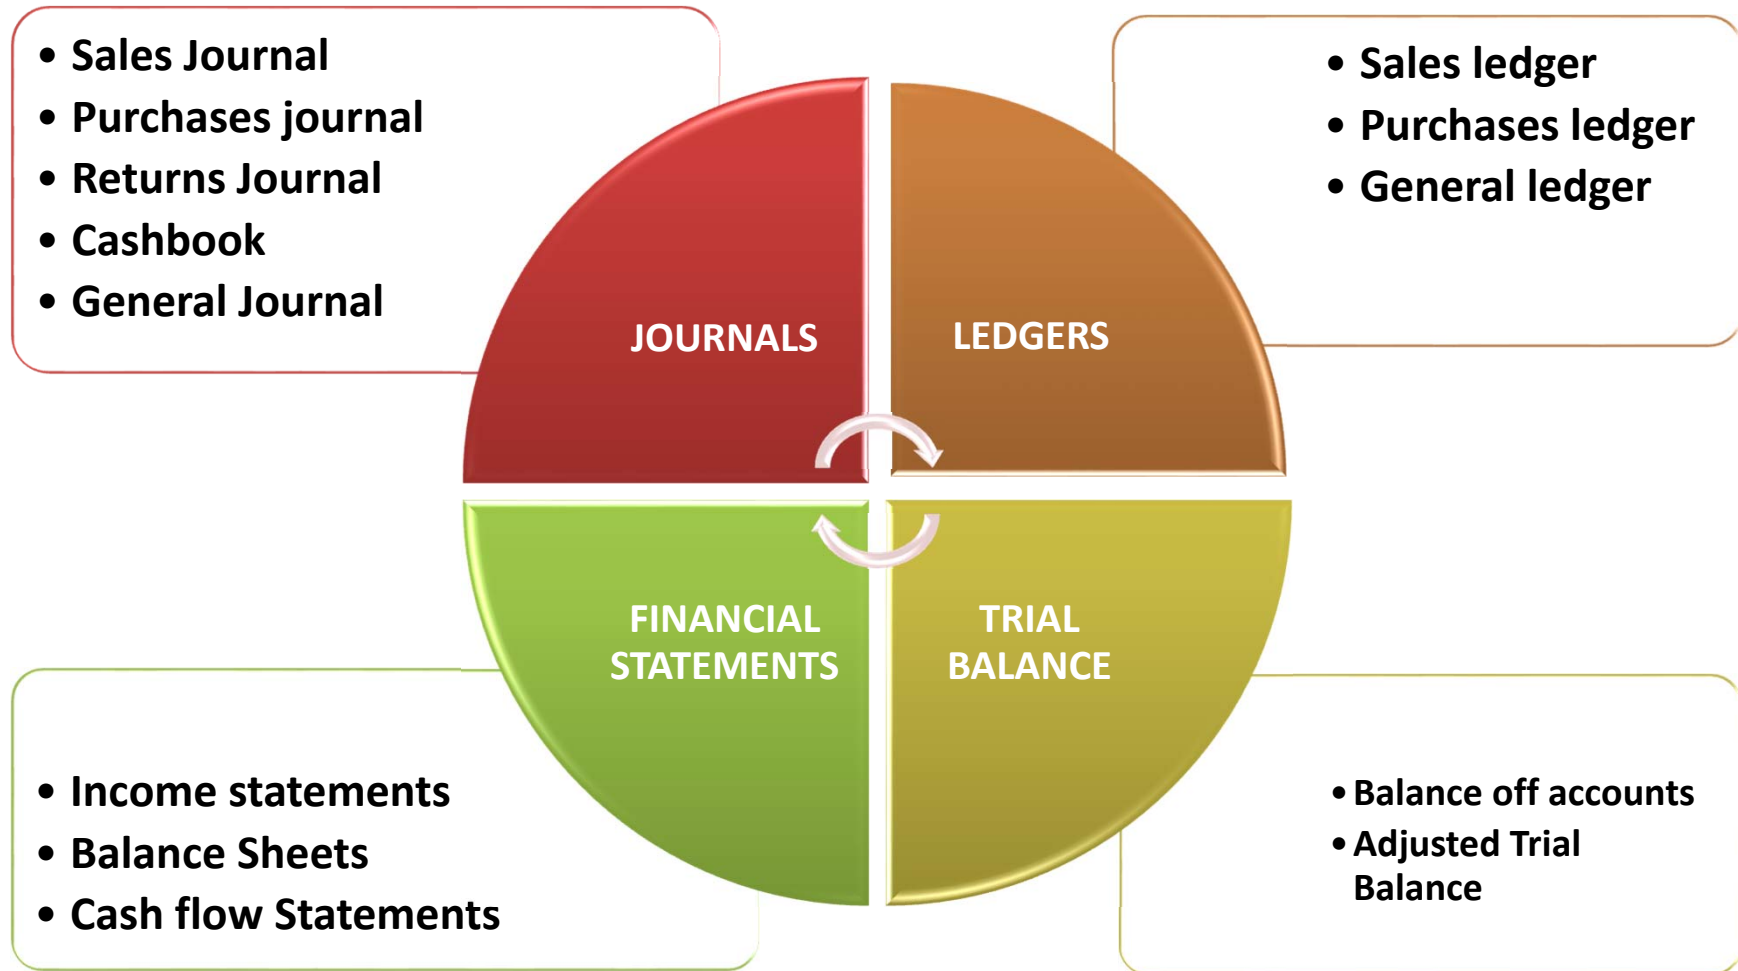 • Sales Journal
• Purchases journal
• Returns Journal
• Cashbook
• General Journal
• Sales ledger
• Purchases ledger
• General ledger
JOURNALS
LEDGERS
FINANCIAL
STATEMENTS
TRIAL
BALANCE
• Income statements
• Balance Sheets
• Cash flow Statements
• Balance off accounts
• Adjusted Trial
Balance